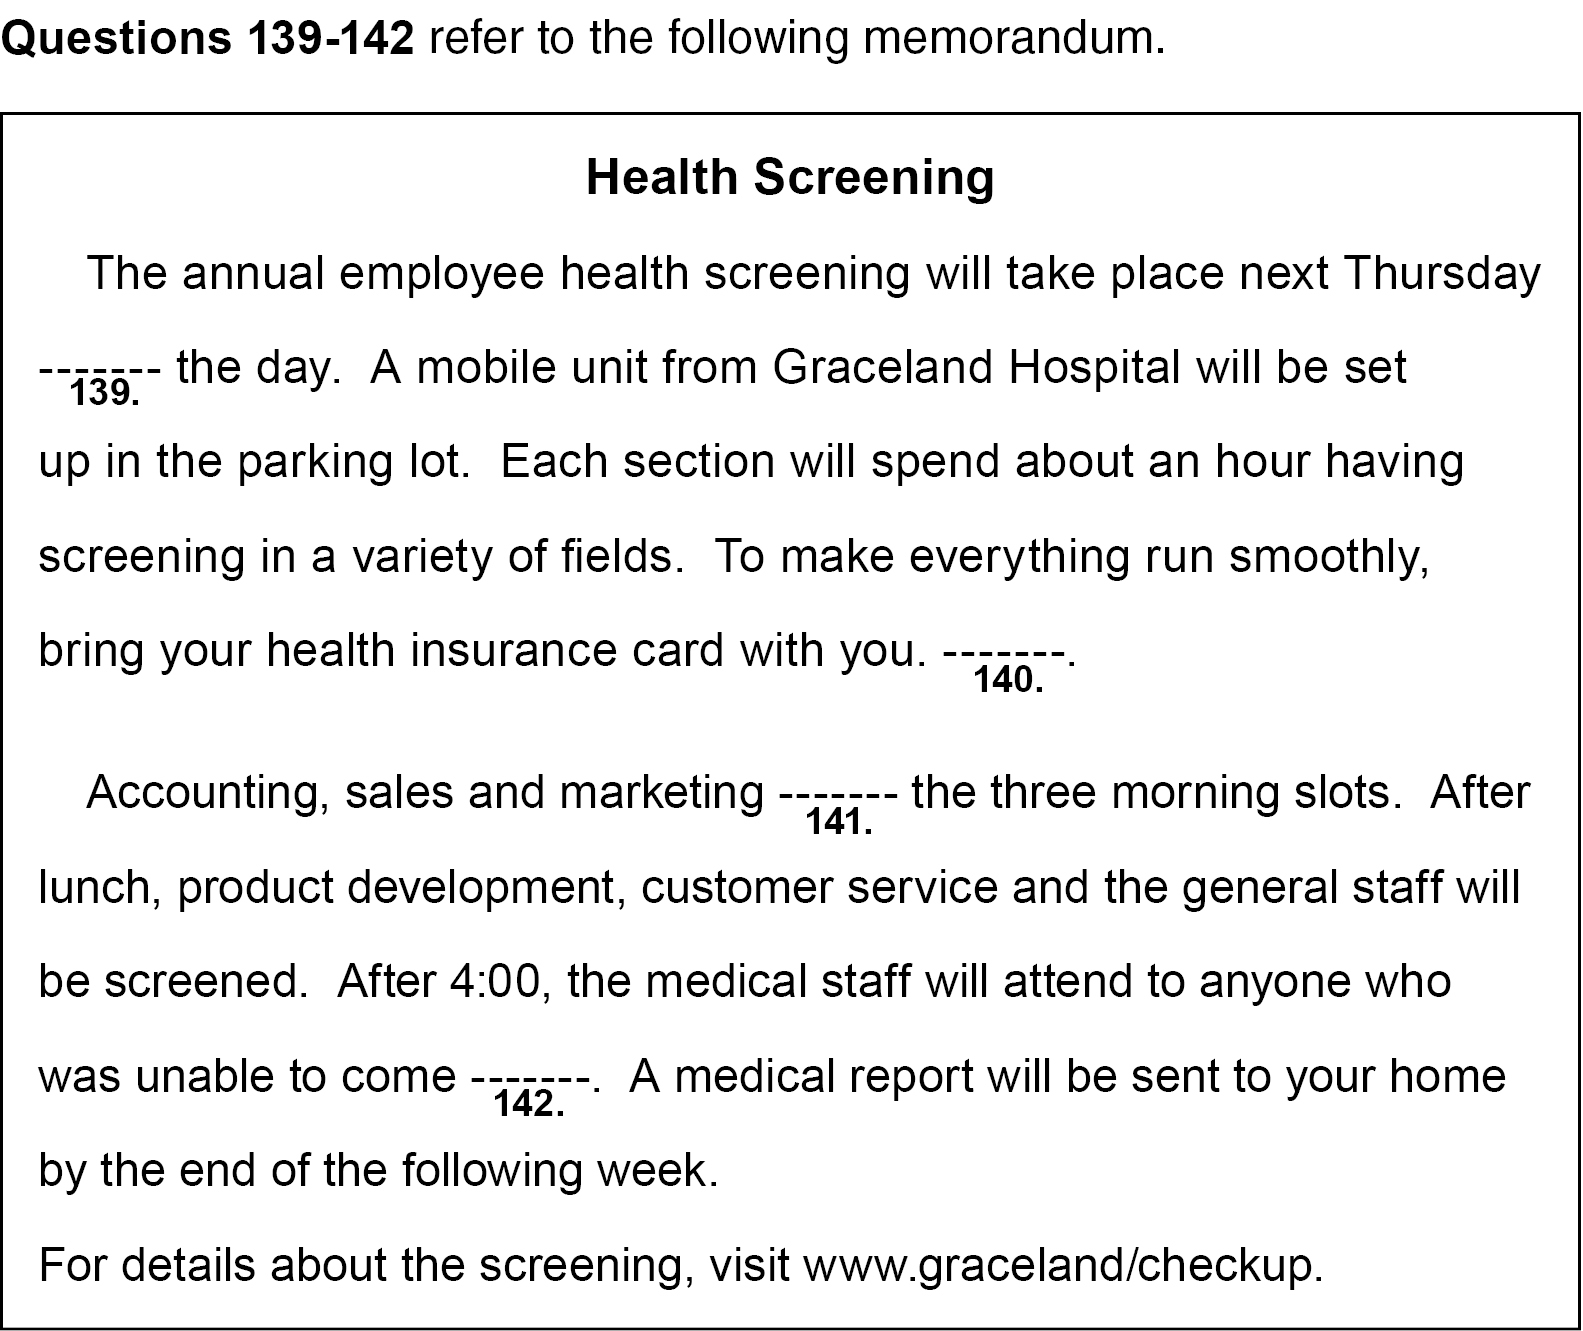 Questions 139-142 refer to the following memorandum.
Health Screening
The annual employee health screening will take place next Thursday
------- the day. A mobile unit from Graceland Hospital will be set
139.
up in the parking lot. Each section will spend about an hour having
screening in a variety of fields. To make everything run smoothly,
bring your health insurance card with you. -------.
140.
Accounting, sales and marketing ------- the three morning slots. After
141.
lunch, product development, customer service and the general staff will
be screened. After 4:00, the medical staff will attend to anyone who
was unable to come -------. A medical report will be sent to your home
142.
by the end of the following week.
For details about the screening, visit www.graceland/checkup.